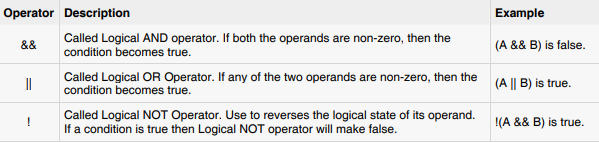 Operator Description Example
&& Called Logical AND operator. If both the operands are non-zero, then the condition becomes true. (A && B) is false.
|| Called Logical OR Operator. If any of the two operands are non-zero, then the condition becomes true. (A || B) is true.
! Called Logical NOT Operator. Use to reverses the logical state of its operand. If a condition is true then Logical NOT operator will make false. !(A && B) is true.